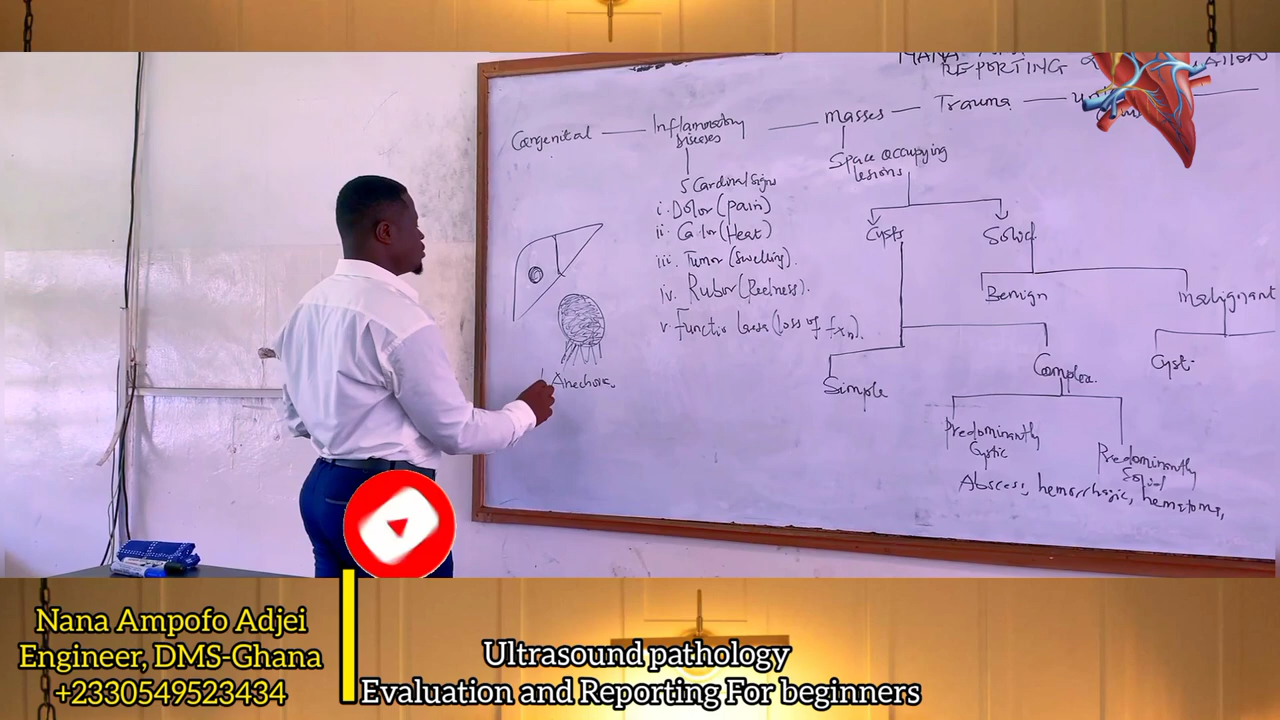 REPORTING
Congenital
Inflammatory
diseases
masses
Trauma
Space occupying
lesions
5 Cardinal Signs
i. Dolor (pain)
ii. Calor (Heat)
iii. Tumor (Swelling).
iv. Rubor (Redness).
v. Functio laesa (loss of fxn).
Cysts
Solid
Benign
malignant
Cyst.
Simple
Complex.
Predominantly
Cystic
Predominantly
Solid
Abscess, hemorrhagic, hematoma,
Anechoic
Nana Ampofo Adjei
Engineer, DMS-Ghana
+2330549523434
Ultrasound pathology
Evaluation and Reporting For beginners